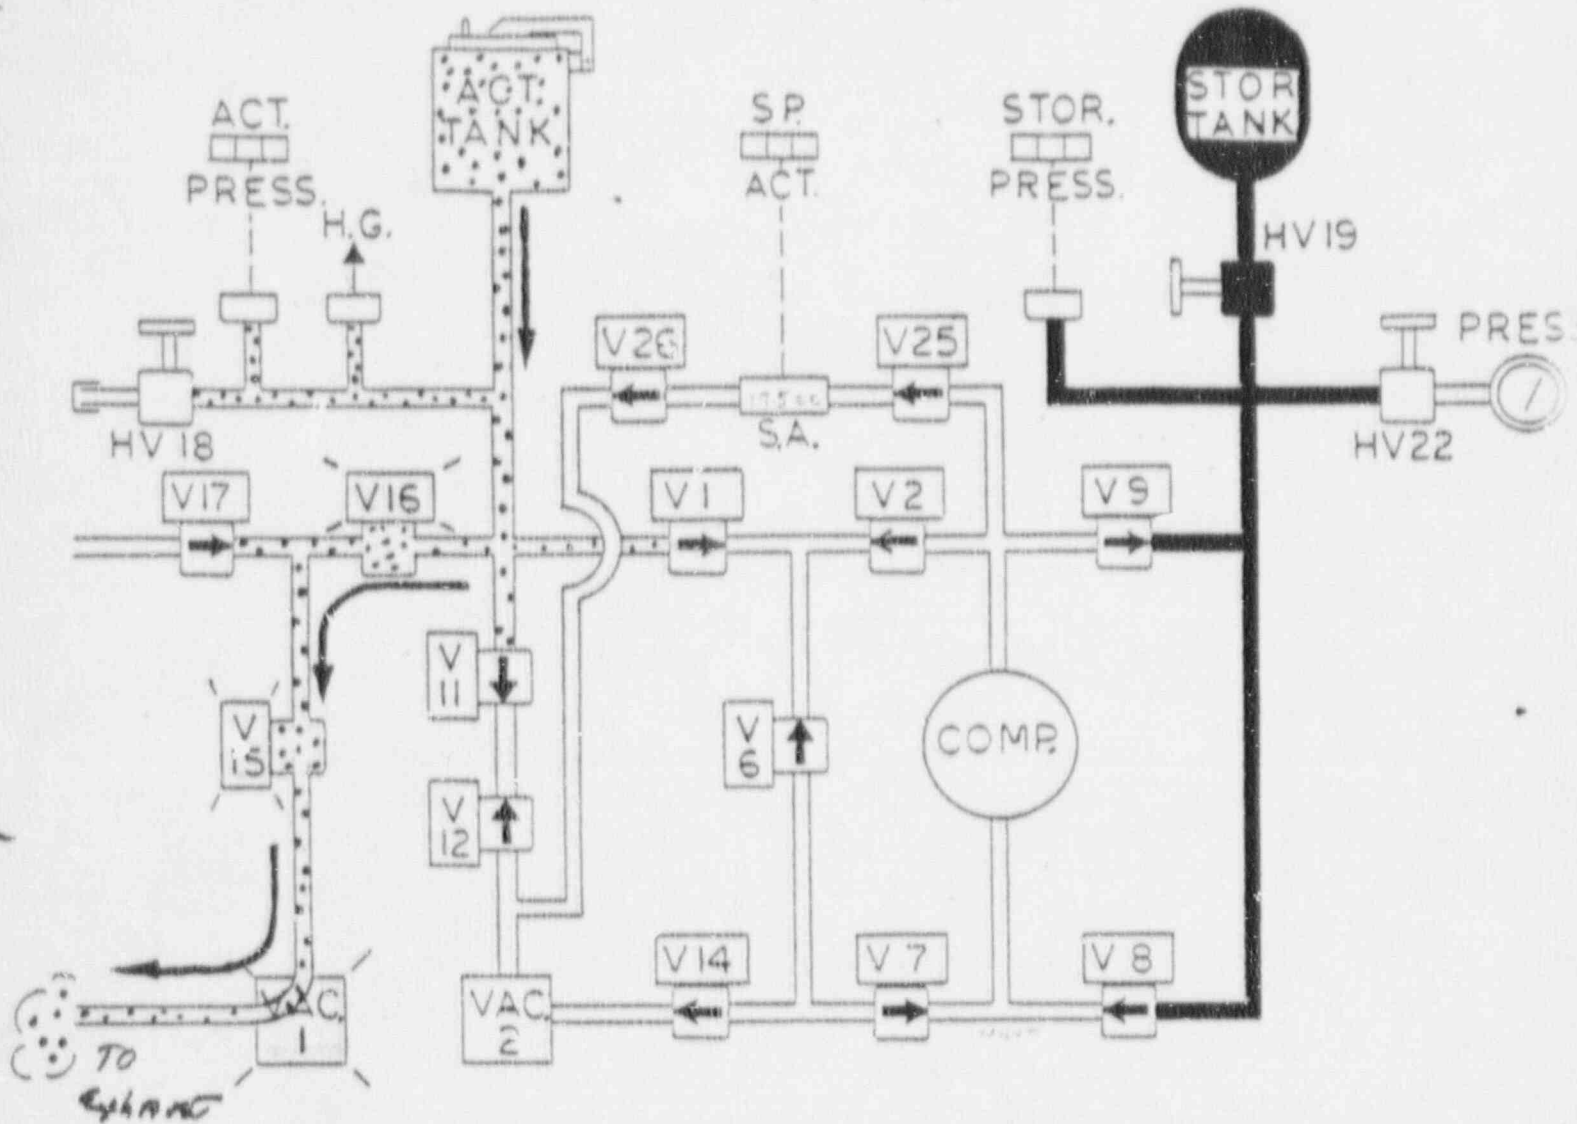 ACT.
TANK
STOR
TANK
ACT.
PRESS.
S.P.
ACT.
STOR.
PRESS.
H.G.
HV19
V26
V25
PRES
S.A.
HV 18
HV22
V17
V16
V1
V2
V9
V
11
V
15
V
6
COMP.
V
12
V14
V 7
V 8
VAC.
1
VAC.
2
TO